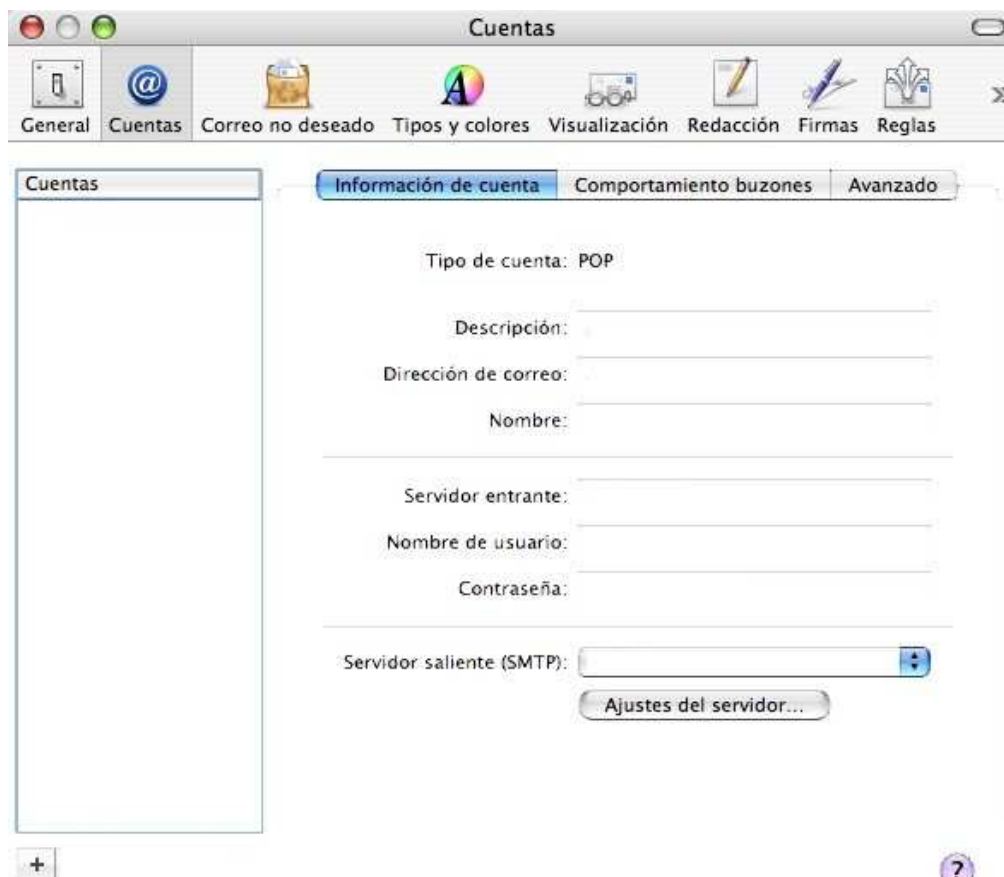 Cuentas
General Cuentas Correo no deseado Tipos y colores Visualización Redacción Firmas Reglas »
Cuentas
Información de cuenta Comportamiento buzones Avanzado
Tipo de cuenta: POP
Descripción:
Dirección de correo:
Nombre:
Servidor entrante:
Nombre de usuario:
Contraseña:
Servidor saliente (SMTP):
Ajustes del servidor...
+ ?